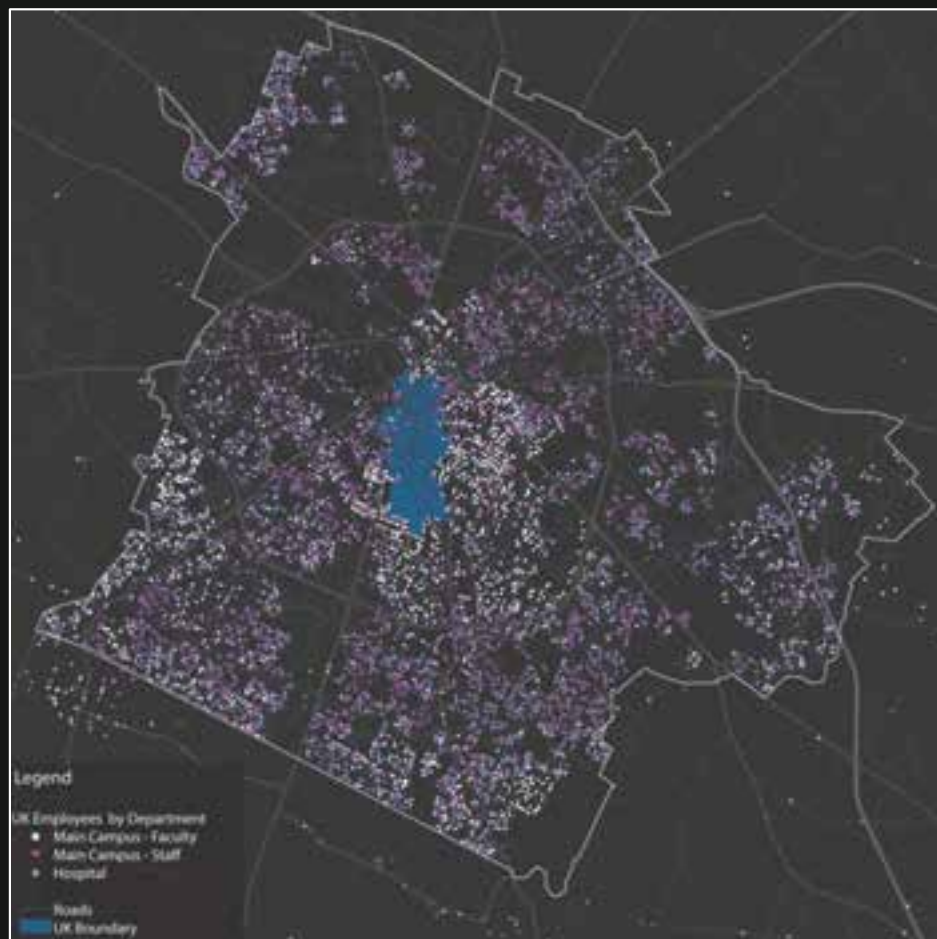 Legend
UK Employees by Department
Main Campus - Faculty
Main Campus - Staff
Hospital
Roads
UK Boundary